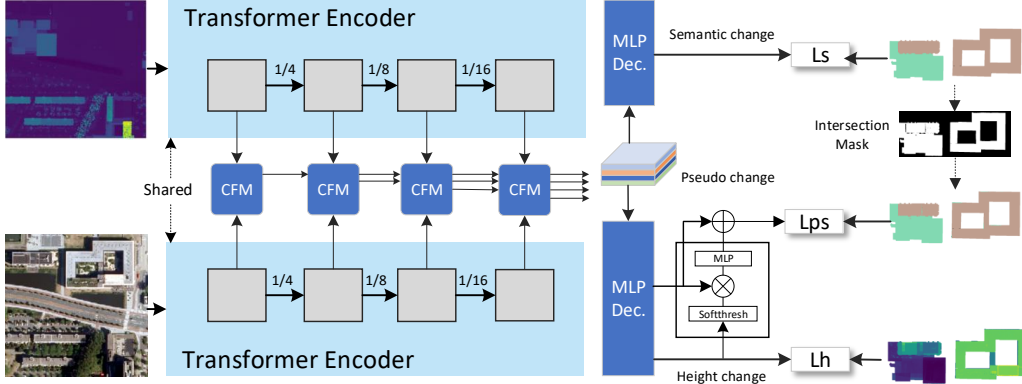 Transformer Encoder
1/4
1/8
1/16
CFM
CFM
CFM
CFM
Shared
1/4
1/8
1/16
Transformer Encoder
MLP
Dec.
Semantic change
Ls
Intersection
Mask
Pseudo change
Lps
MLP
Dec.
MLP
Softthresh
Height change
Lh